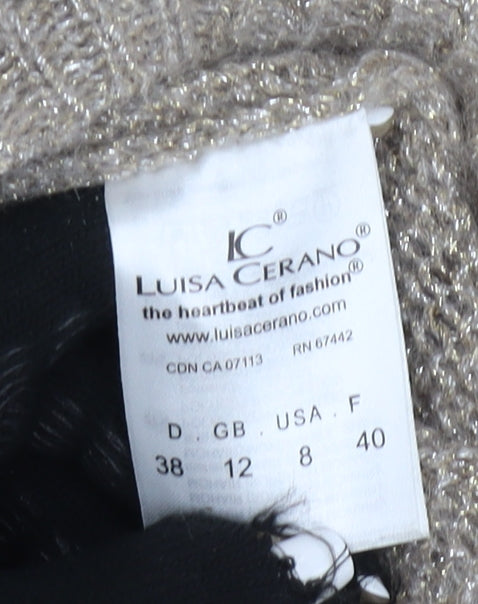 LC®
LUISA CERANO®
the heartbeat of fashion®
www.luisacerano.com
CDN CA 07113 RN 67442
D . GB . USA . F
38 12 8 40